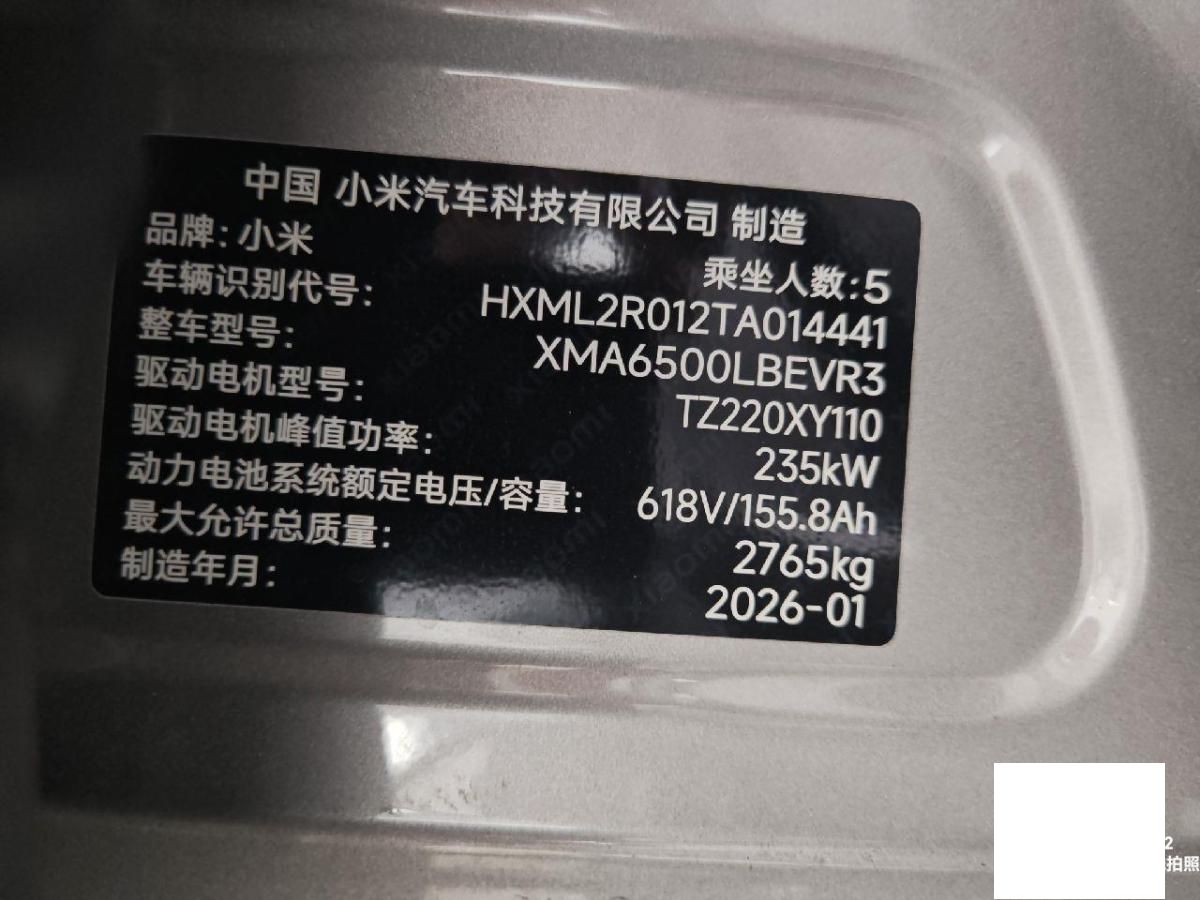 中国 小米汽车科技有限公司 制造
品牌：小米 乘坐人数：5
车辆识别代号： HXML2R012TA014441
整车型号： XMA6500LBEVR3
驱动电机型号： TZ220XY110
驱动电机峰值功率： 235kW
动力电池系统额定电压/容量： 618V/155.8Ah
最大允许总质量： 2765kg
制造年月： 2026-01
2
拍照